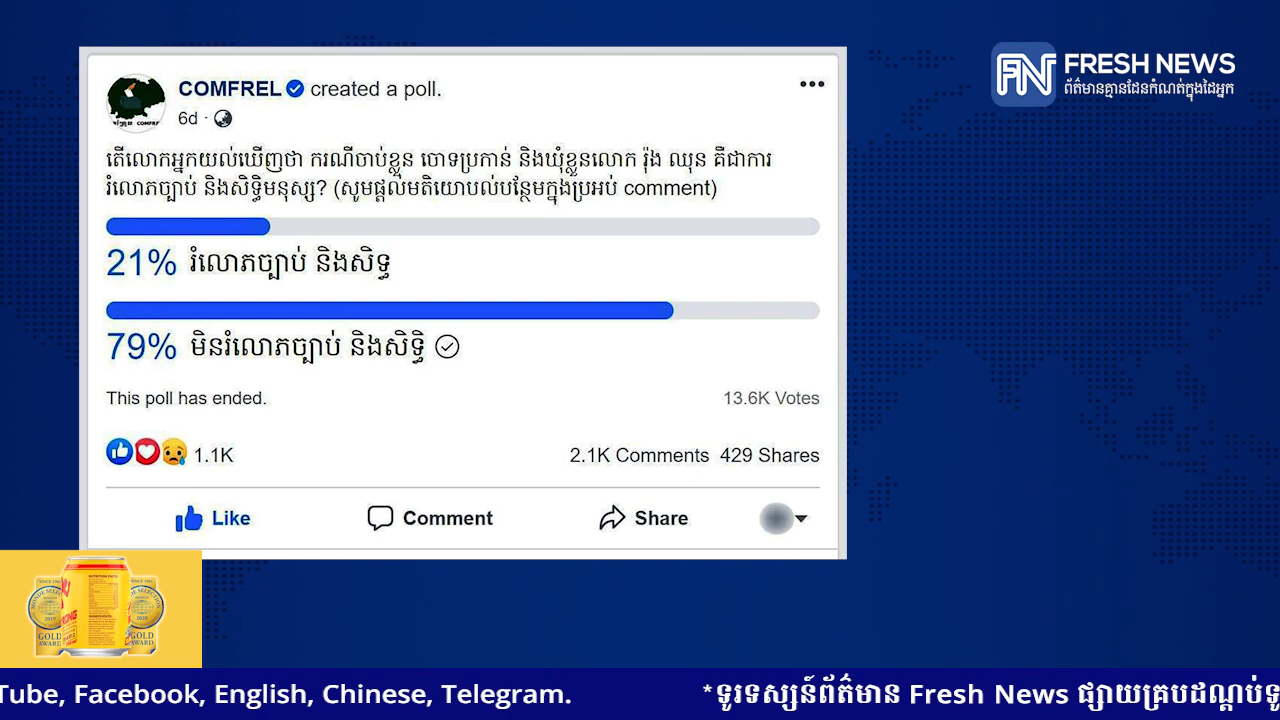 COMFREL created a poll.
6d ·
តើលោកអ្នកយល់ឃើញថា ករណីចាប់ខ្លួន ចោទប្រកាន់ និងឃុំខ្លួនលោក រ៉ុង ឈុន គឺជាការ
រំលោភច្បាប់ និងសិទ្ធិមនុស្ស? (សូមផ្តល់មតិយោបល់បន្ថែមក្នុងប្រអប់ comment)
21% រំលោភច្បាប់ និងសិទ្ធ
79% មិនរំលោភច្បាប់ និងសិទ្ធិ
This poll has ended. 13.6K Votes
1.1K 2.1K Comments 429 Shares
Like Comment Share
FN FRESH NEWS
ព័ត៌មានគ្មានដែនកំណត់ក្នុងដៃអ្នក
GOLD AWARD
GOLD AWARD
Tube, Facebook, English, Chinese, Telegram. *ទូរទស្សន៍ព័ត៌មាន Fresh News ផ្សាយគ្របដណ្តប់ទូ